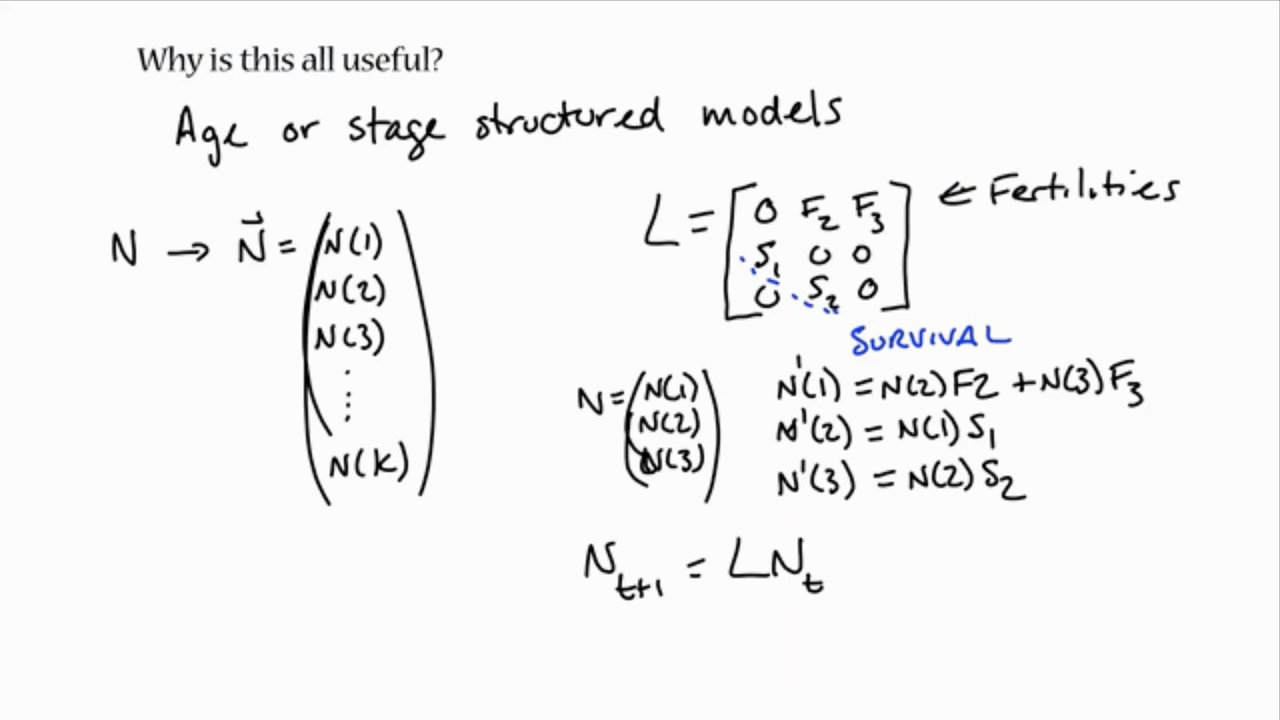 Why is this all useful?
Age or stage structured models
N → N⃗ = (N(1)
N(2)
N(3)
⋮
N(K))
L = [0 F₂ F₃ ← Fertilities
S₁ 0 0
0 S₂ 0]
SURVIVAL
N = (N(1)
N(2)
N(3))
N'(1) = N(2)F2 + N(3)F₃
N'(2) = N(1)S₁
N'(3) = N(2)S₂
Nₜ₊₁ = LNₜ